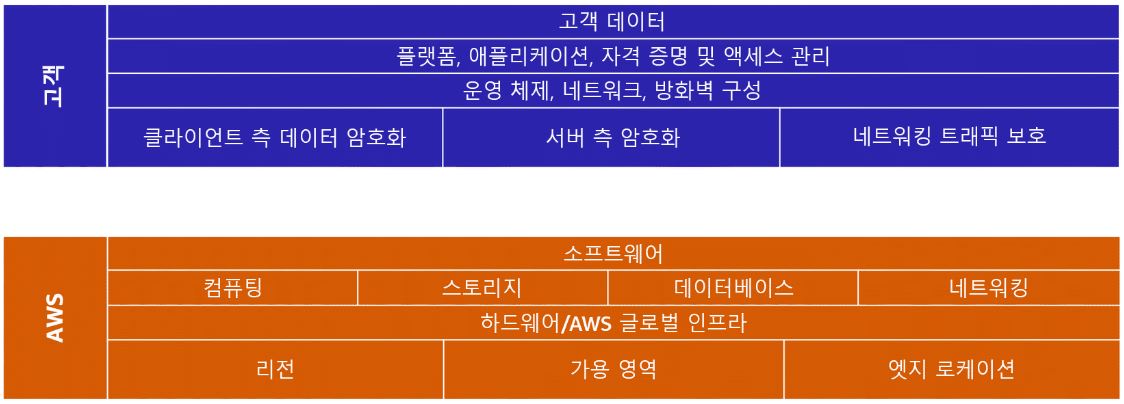 고객
고객 데이터
플랫폼, 애플리케이션, 자격 증명 및 액세스 관리
운영 체제, 네트워크, 방화벽 구성
클라이언트 측 데이터 암호화
서버 측 암호화
네트워킹 트래픽 보호
AWS
소프트웨어
컴퓨팅
스토리지
데이터베이스
네트워킹
하드웨어/AWS 글로벌 인프라
리전
가용 영역
엣지 로케이션